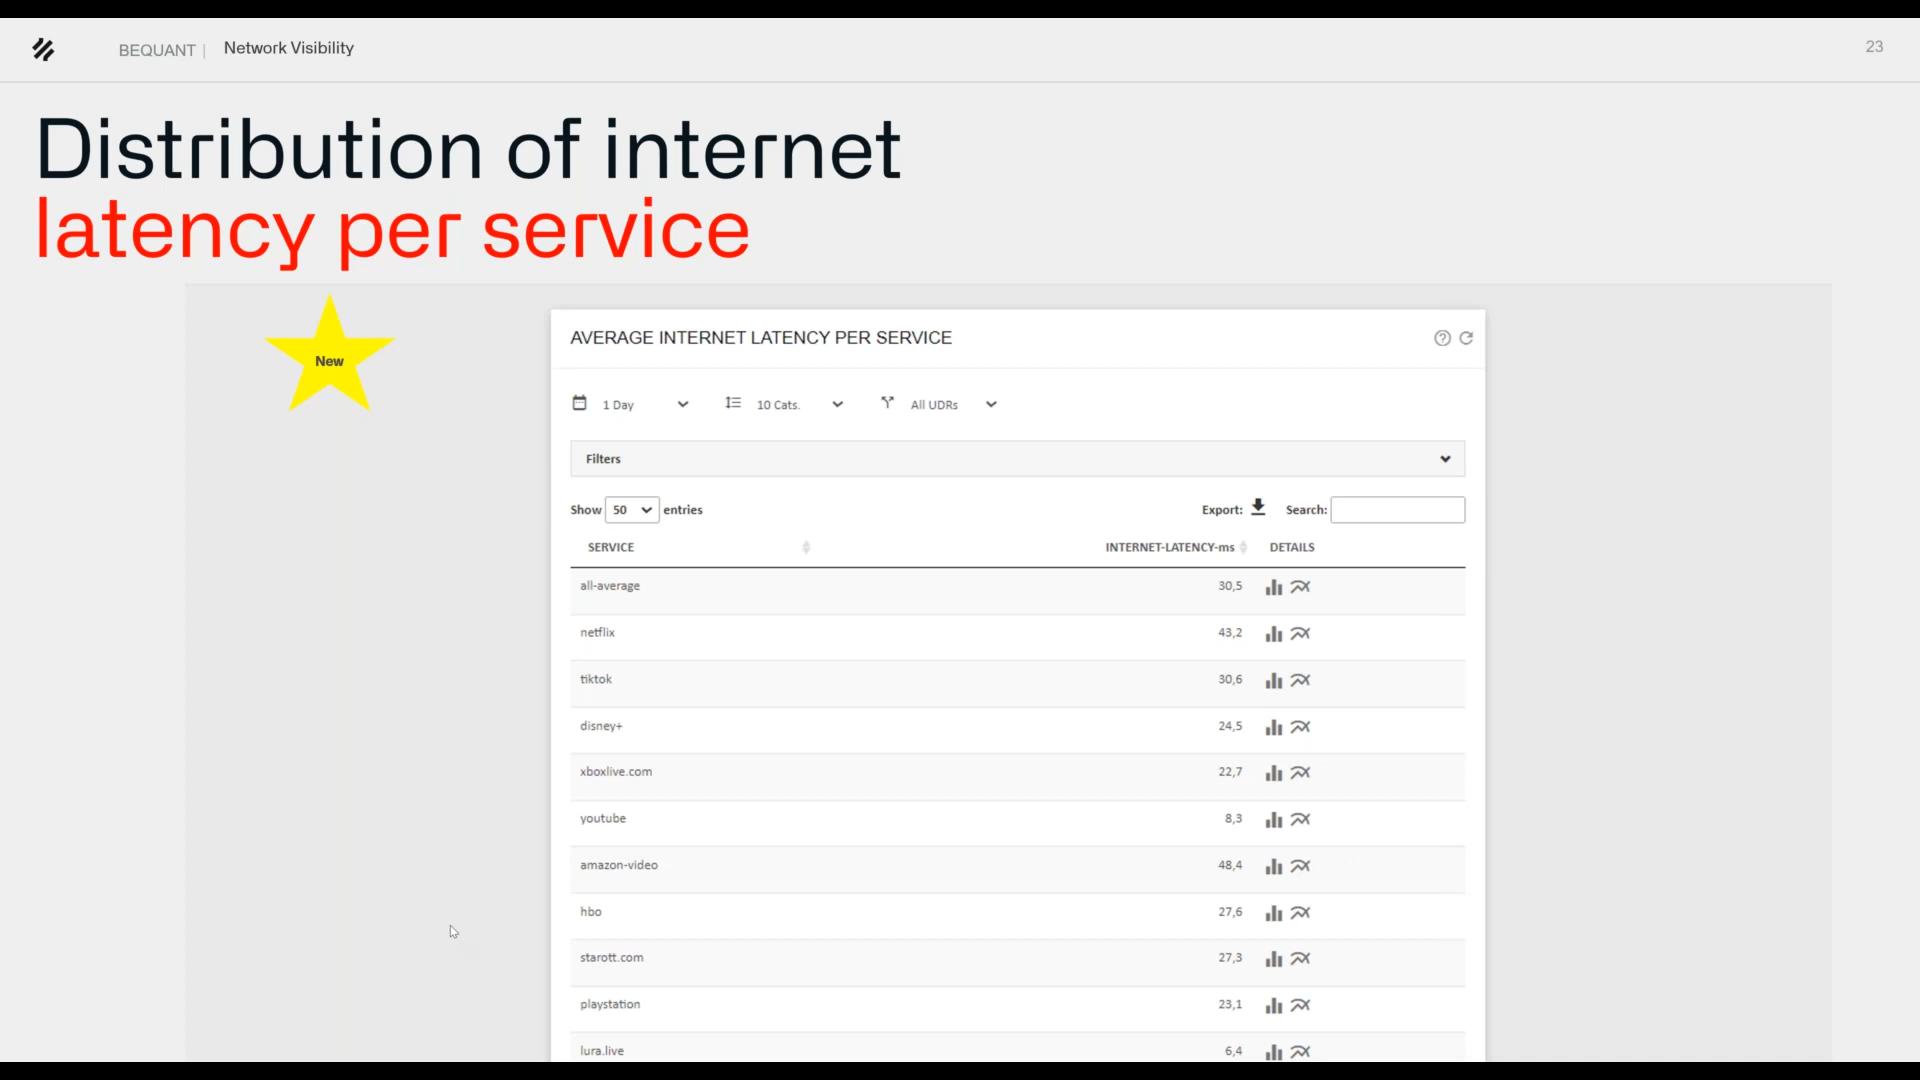 BEQUANT | Network Visibility
23
Distribution of internet
latency per service
New
AVERAGE INTERNET LATENCY PER SERVICE
1 Day 10 Cats. All UDRs
Filters
Show 50 entries Export: Search:
SERVICE INTERNET-LATENCY-ms DETAILS
all-average 30,5
netflix 43,2
tiktok 30,6
disney+ 24,5
xboxlive.com 22,7
youtube 8,3
amazon-video 48,4
hbo 27,6
starott.com 27,3
playstation 23,1
lura.live 6,4